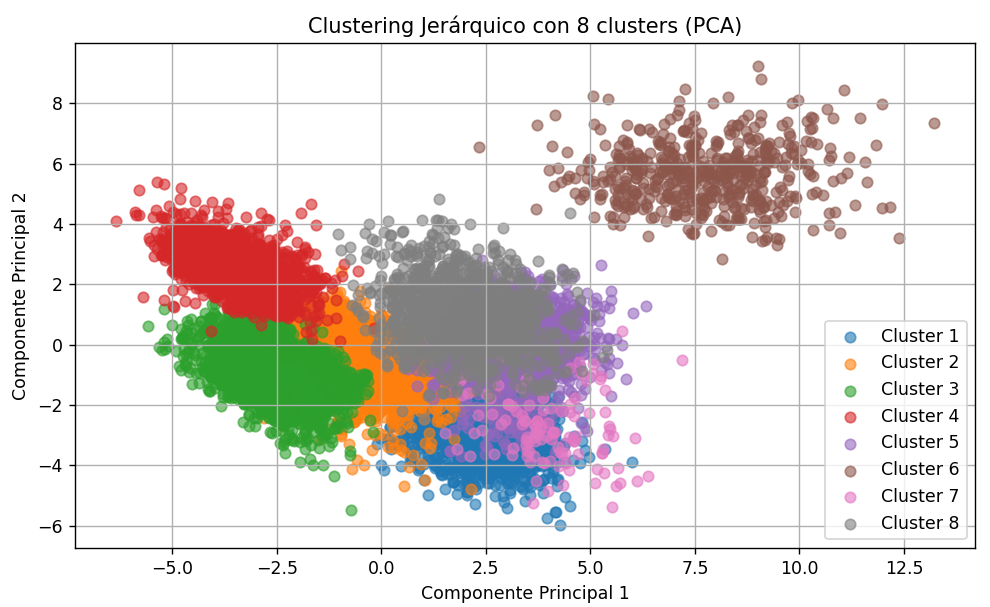 Clustering Jerárquico con 8 clusters (PCA)
Componente Principal 2
8
6
4
2
0
−2
−4
−6
−5.0 −2.5 0.0 2.5 5.0 7.5 10.0 12.5
Componente Principal 1
Cluster 1
Cluster 2
Cluster 3
Cluster 4
Cluster 5
Cluster 6
Cluster 7
Cluster 8